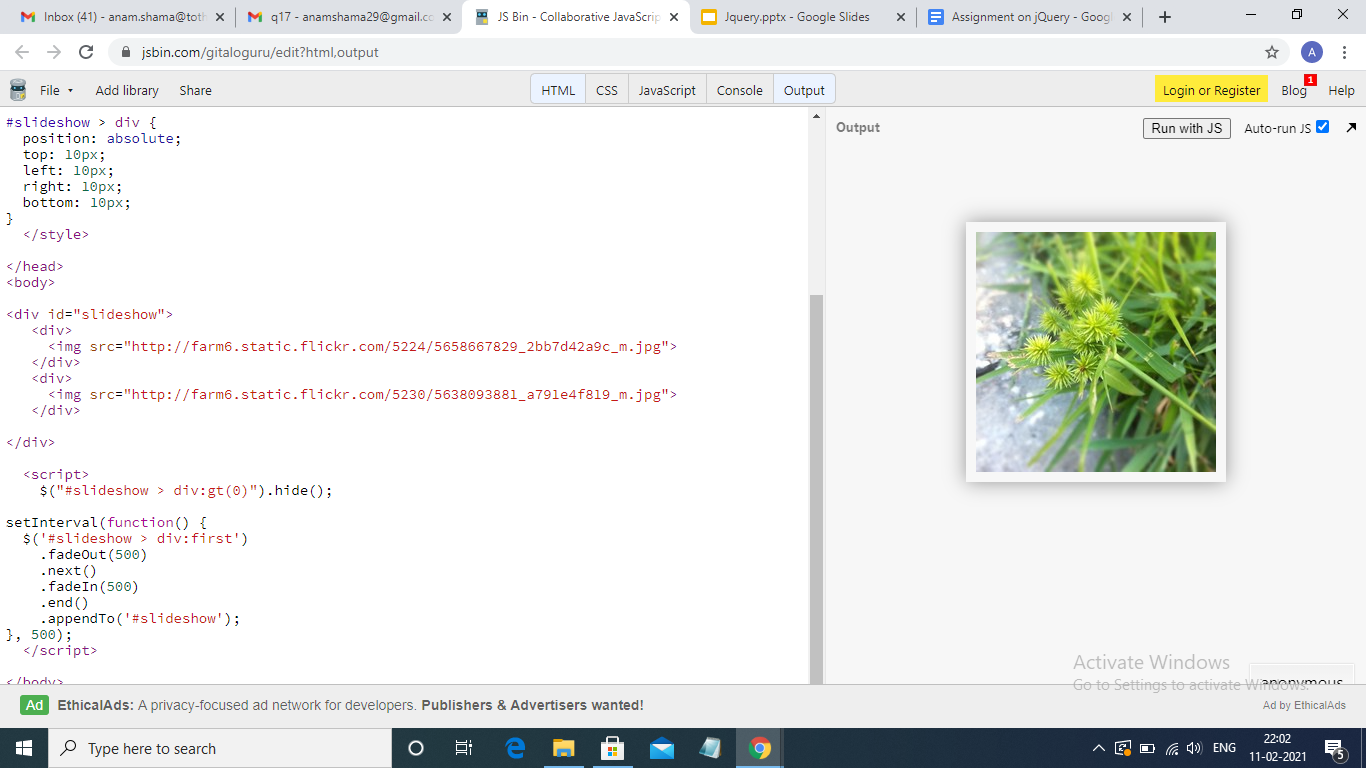 Inbox (41) - anam.shama@toth
q17 - anamshama29@gmail.co
JS Bin - Collaborative JavaScrip
Jquery.pptx - Google Slides
Assignment on jQuery - Googl
jsbin.com/gitaloguru/edit?html,output
A
File
Add library
Share
HTML
CSS
JavaScript
Console
Output
Login or Register
Blog
1
Help
#slideshow > div {
position: absolute;
top: 10px;
left: 10px;
right: 10px;
bottom: 10px;
}
</style>
</head>
<body>
<div id="slideshow">
<div>
<img src="http://farm6.static.flickr.com/5224/5658667829_2bb7d42a9c_m.jpg">
</div>
<div>
<img src="http://farm6.static.flickr.com/5230/5638093881_a791e4f819_m.jpg">
</div>
</div>
<script>
$("#slideshow > div:gt(0)").hide();
setInterval(function() {
$('#slideshow > div:first')
.fadeOut(500)
.next()
.fadeIn(500)
.end()
.appendTo('#slideshow');
}, 500);
</script>
</body>
Output
Run with JS
Auto-run JS
Activate Windows
Go to Settings to activate Windows.
anonymous
Ad
EthicalAds: A privacy-focused ad network for developers. Publishers & Advertisers wanted!
Ad by EthicalAds
Type here to search
ENG
22:02
11-02-2021
5